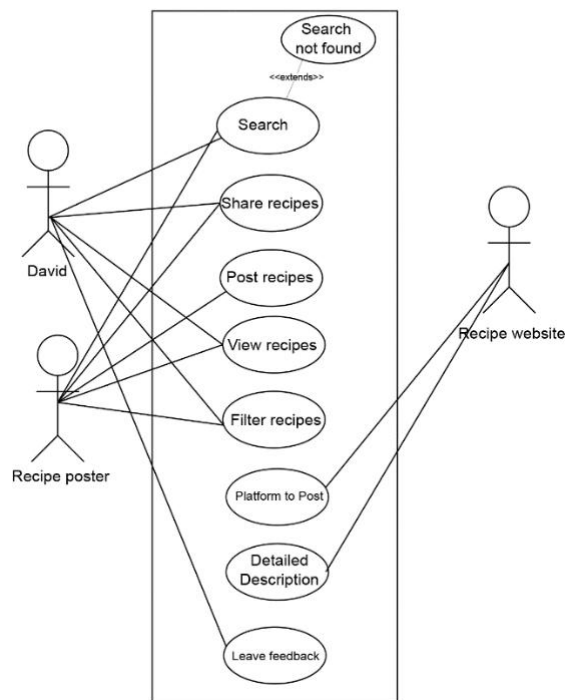 Search
not found
<<extends>>
Search
Share recipes
David
Post recipes
Recipe website
View recipes
Filter recipes
Recipe poster
Platform to Post
Detailed
Description
Leave feedback